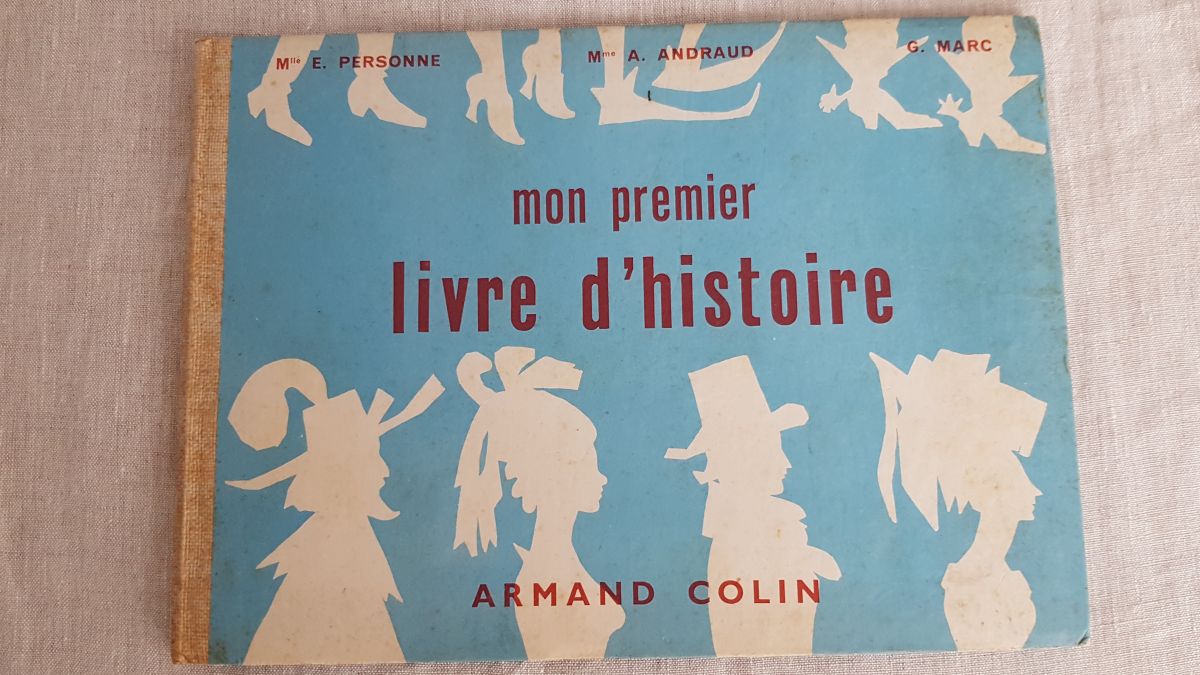 Mlle E. PERSONNE Mme A. ANDRAUD G. MARC
mon premier
livre d'histoire
ARMAND COLIN